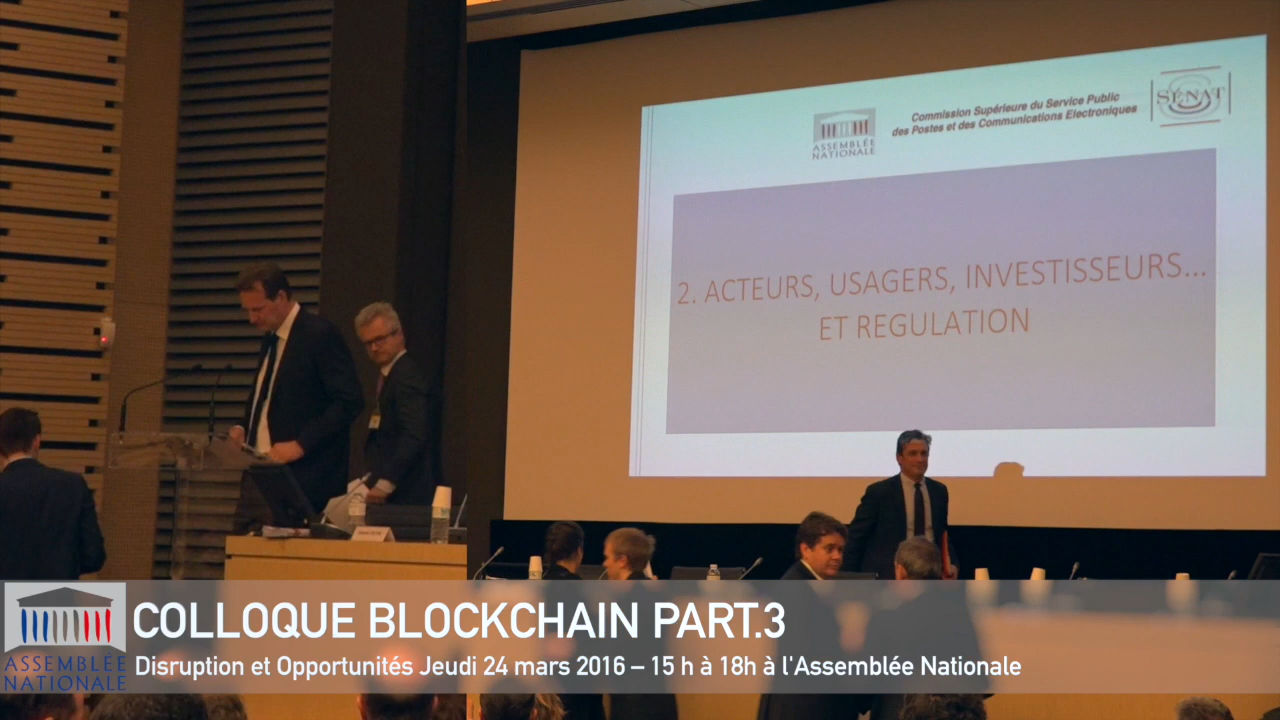 Commission Supérieure du Service Public
des Postes et des Communications Electroniques
ASSEMBLÉE
NATIONALE
SÉNAT
2. ACTEURS, USAGERS, INVESTISSEURS...
ET REGULATION
COLLOQUE BLOCKCHAIN PART.3
Disruption et Opportunités Jeudi 24 mars 2016 – 15 h à 18h à l'Assemblée Nationale
ASSEMBLÉE
NATIONALE